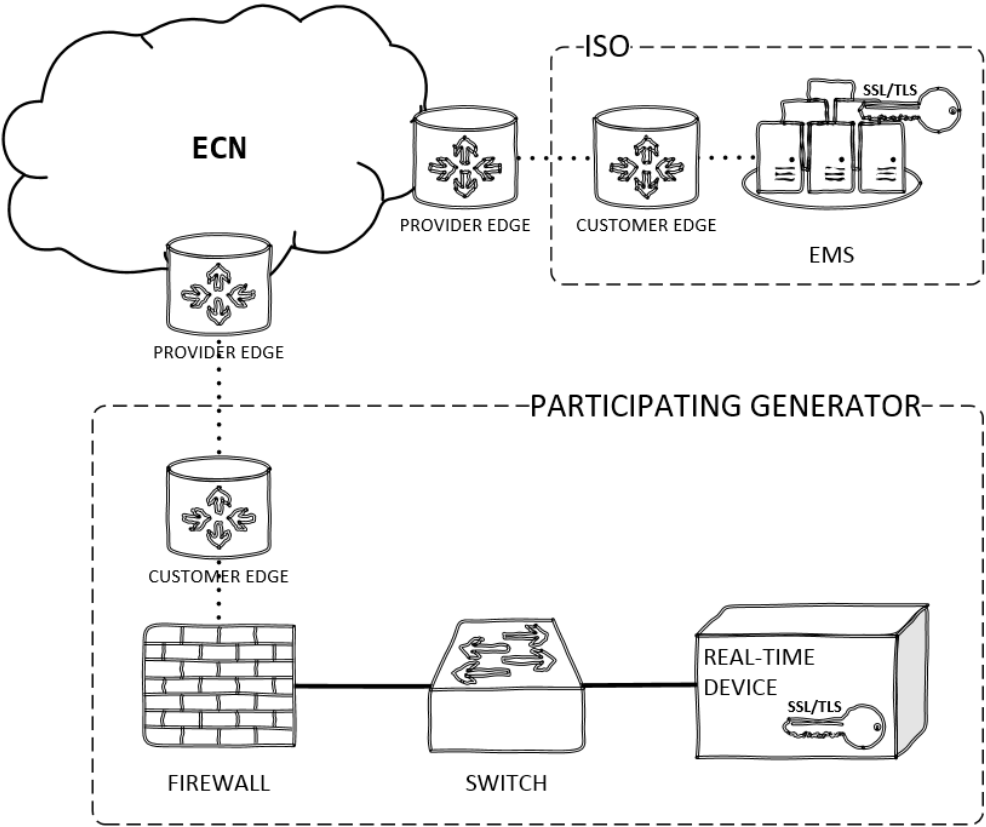 ISO
SSL/TLS
ECN
PROVIDER EDGE
CUSTOMER EDGE
EMS
PROVIDER EDGE
PARTICIPATING GENERATOR
CUSTOMER EDGE
REAL-TIME
DEVICE
SSL/TLS
FIREWALL
SWITCH